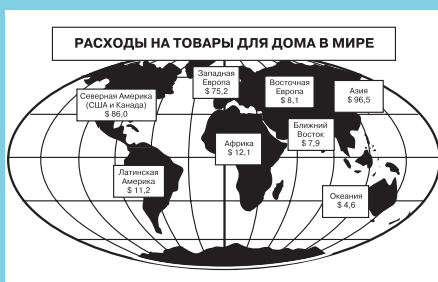 РАСХОДЫ НА ТОВАРЫ ДЛЯ ДОМА В МИРЕ
Западная
Европа
$ 75,2
Восточная
Европа
$ 8,1
Азия
$ 96,5
Северная Америка
(США и Канада)
$ 86,0
Ближний
Восток
$ 7,9
Африка
$ 12,1
Латинская
Америка
$ 11,2
Океания
$ 4,6